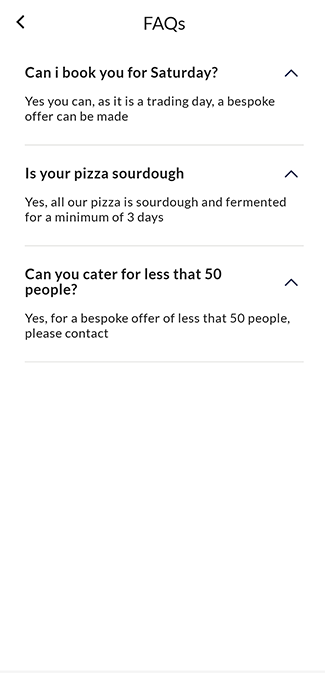 FAQs
Can i book you for Saturday?
Yes you can, as it is a trading day, a bespoke
offer can be made
Is your pizza sourdough
Yes, all our pizza is sourdough and fermented
for a minimum of 3 days
Can you cater for less that 50
people?
Yes, for a bespoke offer of less that 50 people,
please contact